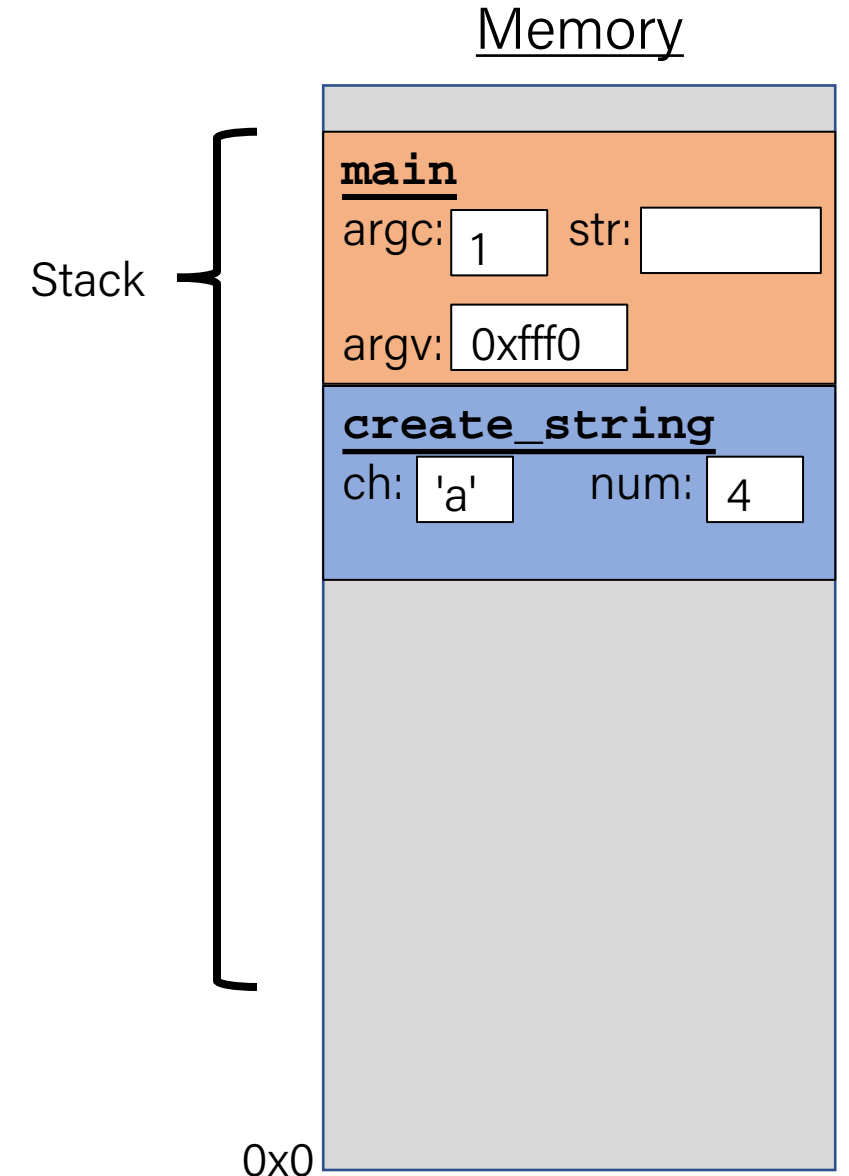 Memory
main
argc: 1 str:
Stack
argv: 0xfff0
create_string
ch: 'a' num: 4
0x0